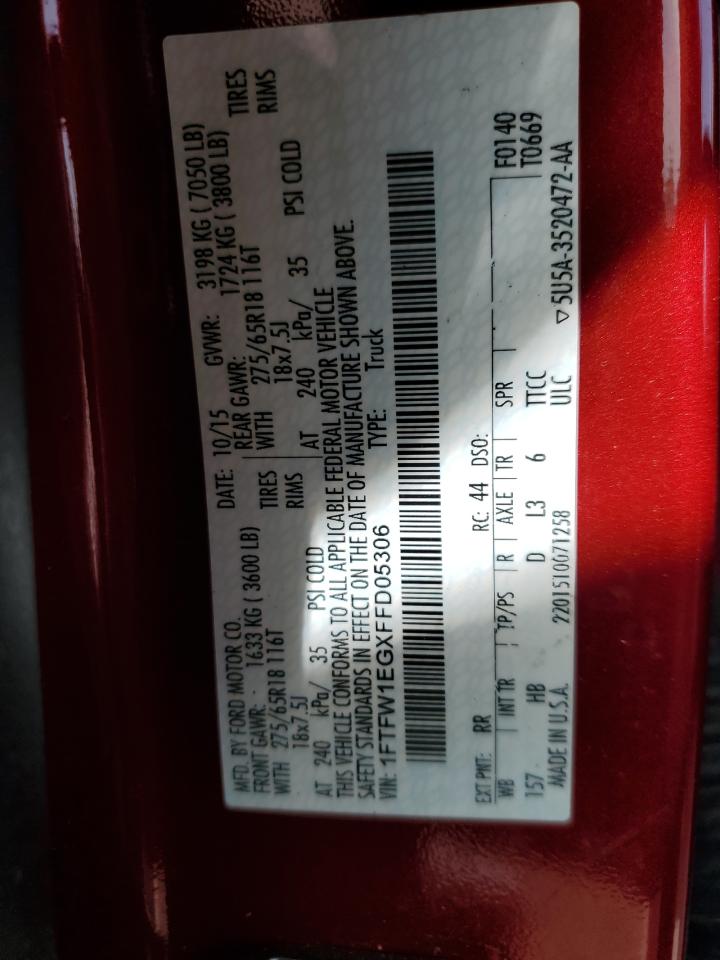 MFD. BY FORD MOTOR CO.
DATE: 10/15 GVWR: 3198 KG ( 7050 LB)
FRONT GAWR: 1633 KG ( 3600 LB)
REAR GAWR: 1724 KG ( 3800 LB)
WITH 275/65R18 116T TIRES
WITH 275/65R18 116T TIRES
18x7.5J RIMS
18x7.5J RIMS
AT 240 kPa/ 35 PSI COLD
AT 240 kPa/ 35 PSI COLD
THIS VEHICLE CONFORMS TO ALL APPLICABLE FEDERAL MOTOR VEHICLE
SAFETY STANDARDS IN EFFECT ON THE DATE OF MANUFACTURE SHOWN ABOVE.
VIN: 1FTFW1EGXFFD05306 TYPE: Truck
EXT PNT: RR RC: 44 DSO: F0140
WB INT TR TP/PS R AXLE TR SPR T0669
157 HB D L3 6 TTCC
MADE IN U.S.A. 2201510071258 ULC ▽5U5A-3520472-AA